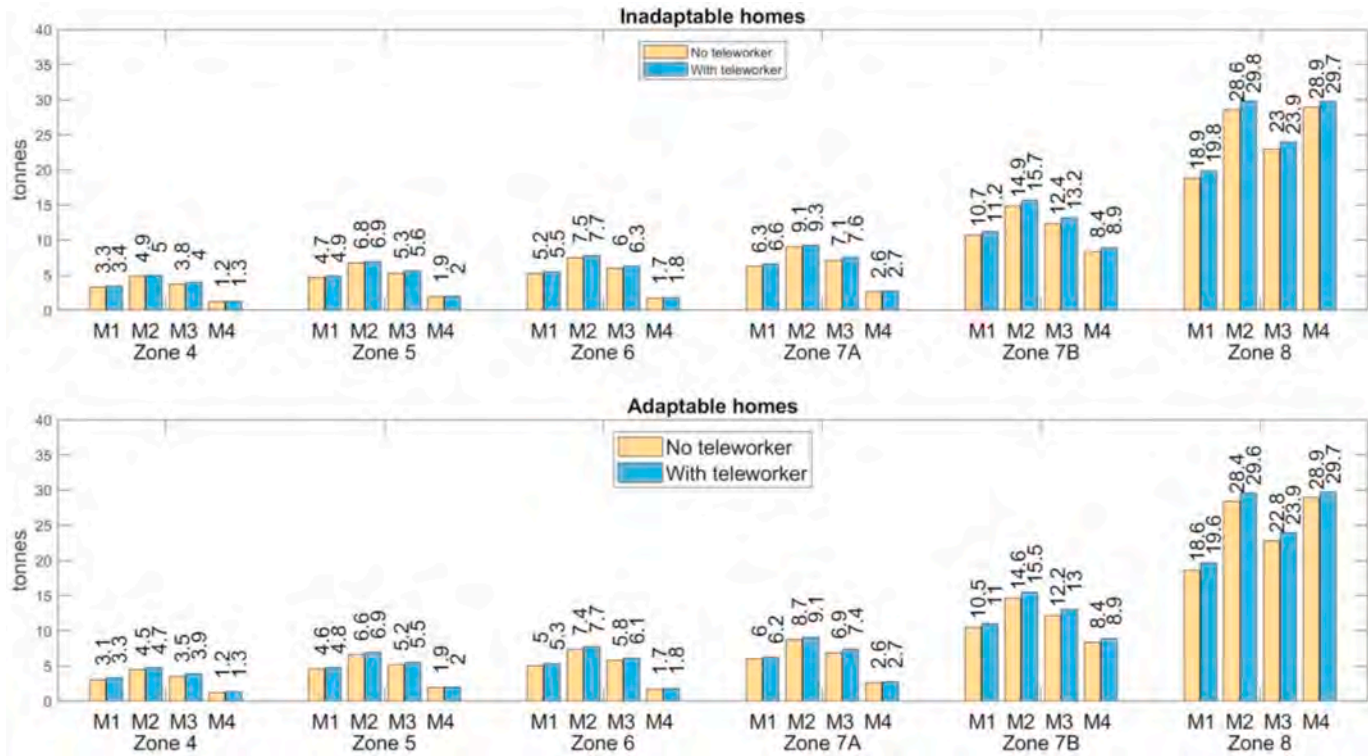 Inadaptable homes
No teleworker
With teleworker
tonnes
40
35
30
25
20
15
10
5
0
3.3 3.4 4.9 5 3.8 4 1.2 1.3
4.7 4.9 6.8 6.9 5.3 5.6 1.9 2
5.2 5.5 7.5 7.7 6 6.3 1.7 1.8
6.3 6.6 9.1 9.3 7.1 7.6 2.6 2.7
10.7 11.2 14.9 15.7 12.4 13.2 8.4 8.9
18.9 19.8 28.6 29.8 23 23.9 28.9 29.7
M1 M2 M3 M4 M1 M2 M3 M4 M1 M2 M3 M4 M1 M2 M3 M4 M1 M2 M3 M4 M1 M2 M3 M4
Zone 4 Zone 5 Zone 6 Zone 7A Zone 7B Zone 8
Adaptable homes
No teleworker
With teleworker
tonnes
40
35
30
25
20
15
10
5
0
3.1 3.3 4.5 4.7 3.5 3.9 1.2 1.3
4.6 4.8 6.6 6.9 5.2 5.5 1.9 2
5 5.3 7.4 7.7 5.8 6.1 1.7 1.8
6 6.2 8.7 9.1 6.9 7.4 2.6 2.7
10.5 11 14.6 15.5 12.2 13 8.4 8.9
18.6 19.6 28.4 29.6 22.8 23.9 28.9 29.7
M1 M2 M3 M4 M1 M2 M3 M4 M1 M2 M3 M4 M1 M2 M3 M4 M1 M2 M3 M4 M1 M2 M3 M4
Zone 4 Zone 5 Zone 6 Zone 7A Zone 7B Zone 8